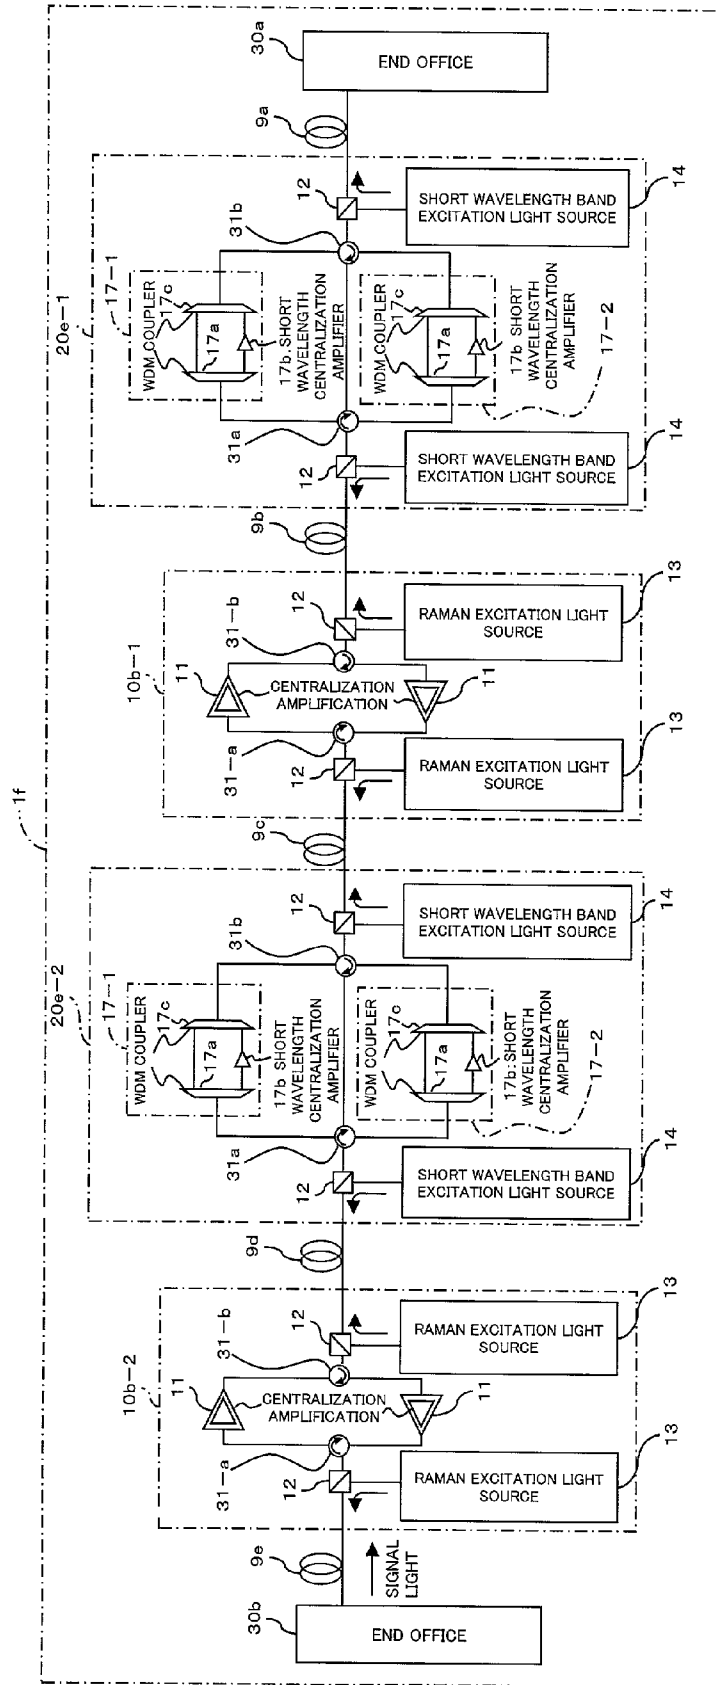 30a
END OFFICE
9a
20e-1
17-1
12
31b
SHORT WAVELENGTH BAND
EXCITATION LIGHT SOURCE
14
WDM COUPLER
17c
17a
17b: SHORT
WAVELENGTH
CENTRALIZATION
AMPLIFIER
WDM COUPLER
17c
17a
17b SHORT
WAVELENGTH
CENTRALIZATION
AMPLIFIER
17-2
31a
12
SHORT WAVELENGTH BAND
EXCITATION LIGHT SOURCE
14
9b
10b-1
12
31-b
RAMAN EXCITATION LIGHT
SOURCE
13
11
CENTRALIZATION
AMPLIFICATION
11
31-a
12
RAMAN EXCITATION LIGHT
SOURCE
13
1f
9c
20e-2
17-1
12
31b
SHORT WAVELENGTH BAND
EXCITATION LIGHT SOURCE
14
WDM COUPLER
17c
17a
17b SHORT
WAVELENGTH
CENTRALIZATION
AMPLIFIER
WDM COUPLER
17c
17a
17b: SHORT
WAVELENGTH
CENTRALIZATION
AMPLIFIER
17-2
31a
12
SHORT WAVELENGTH BAND
EXCITATION LIGHT SOURCE
14
9d
10b-2
12
31-b
RAMAN EXCITATION LIGHT
SOURCE
13
11
CENTRALIZATION
AMPLIFICATION
11
31-a
12
RAMAN EXCITATION LIGHT
SOURCE
13
9e
SIGNAL
LIGHT
30b
END OFFICE